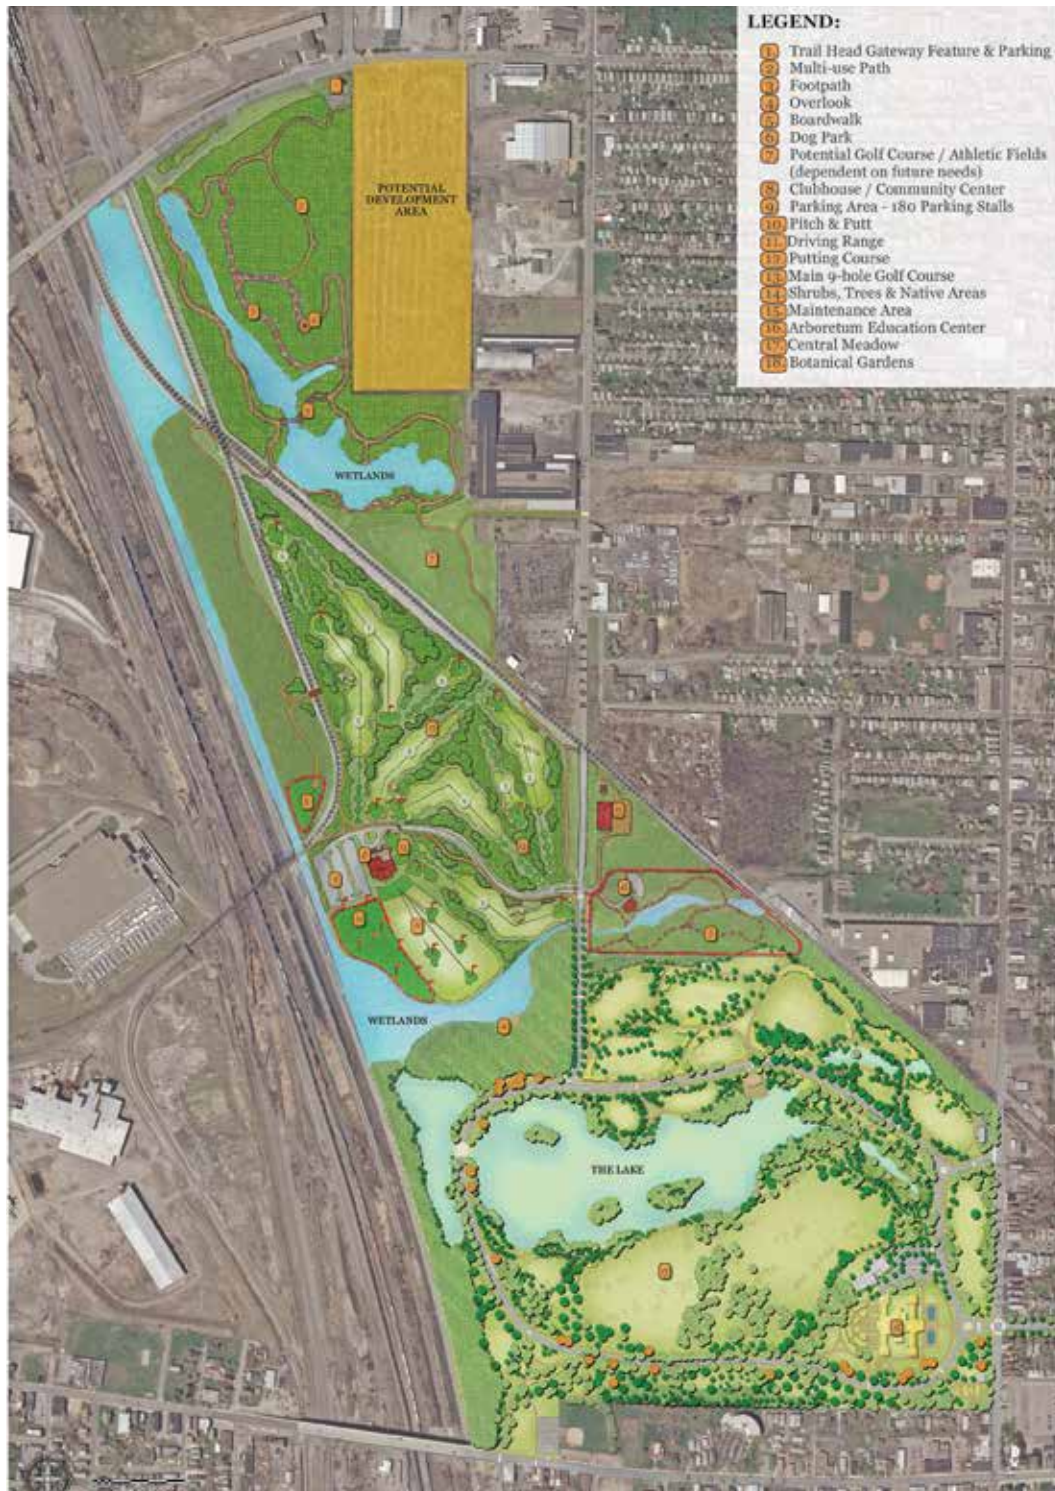 LEGEND:
1. Trail Head Gateway Feature & Parking
2. Multi-use Path
3. Footpath
4. Overlook
5. Boardwalk
6. Dog Park
7. Potential Golf Course / Athletic Fields
(dependent on future needs)
8. Clubhouse / Community Center
9. Parking Area - 180 Parking Stalls
10. Pitch & Putt
11. Driving Range
12. Putting Course
13. Main 9-hole Golf Course
14. Shrubs, Trees & Native Areas
15. Maintenance Area
16. Arboretum Education Center
17. Central Meadow
18. Botanical Gardens
POTENTIAL
DEVELOPMENT
AREA
WETLANDS
7
WETLANDS
THE LAKE